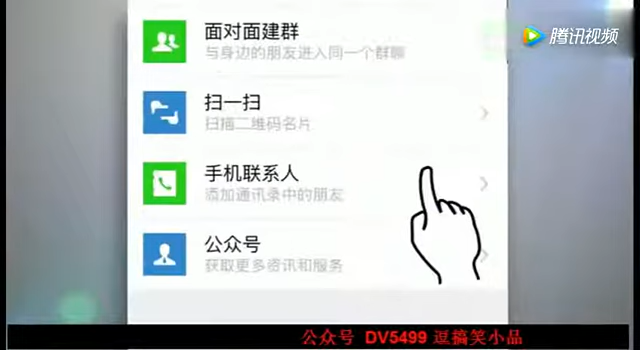 腾讯视频
面对面建群
与身边的朋友进入同一个群聊
扫一扫
扫描二维码名片
手机联系人
添加通讯录中的朋友
公众号
获取更多资讯和服务
公众号 DV5499 逗搞笑小品